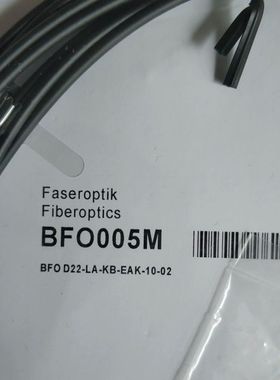 Faseroptik
Fiberoptics
BFO005M
BFO D22-LA-KB-EAK-10-02